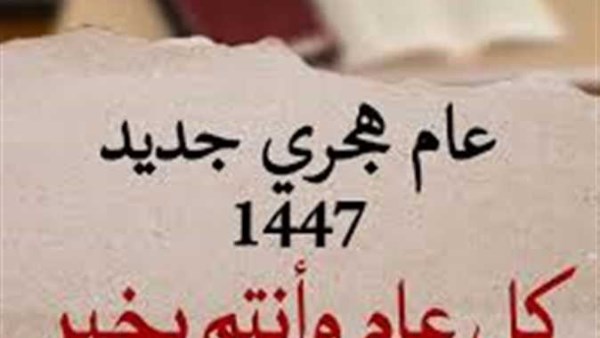 عام هجري جديد
1447
كل عام وأنتم بخير